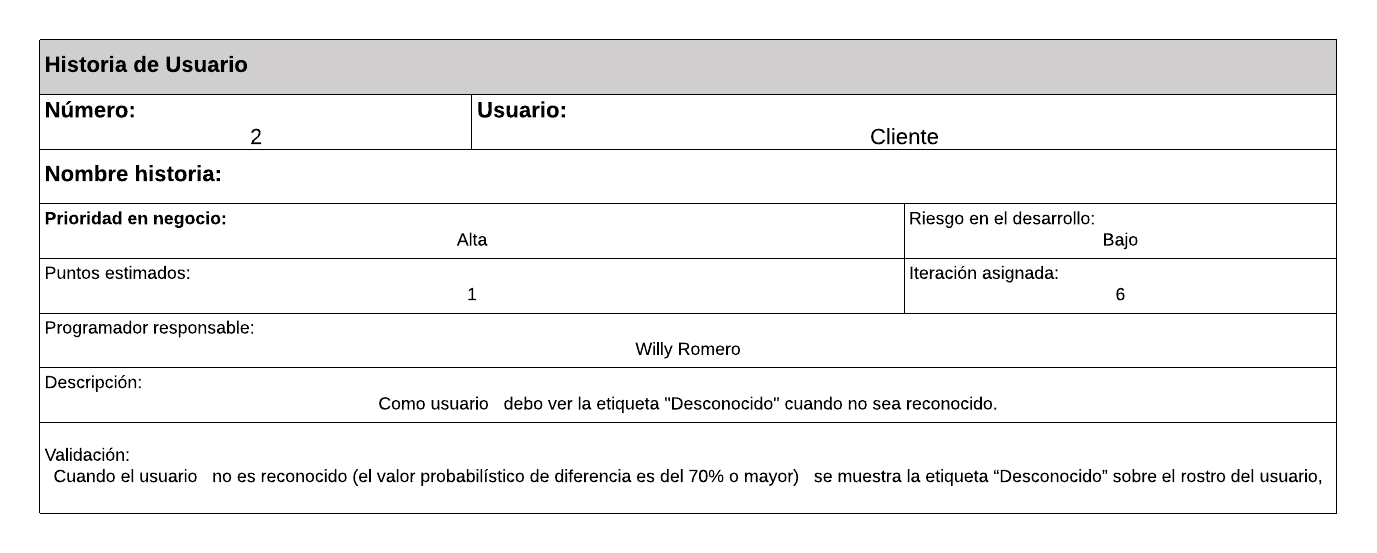 Historia de Usuario
Número:
2
Usuario:
Cliente
Nombre historia:
Prioridad en negocio:
Alta
Riesgo en el desarrollo:
Bajo
Puntos estimados:
1
Iteración asignada:
6
Programador responsable:
Willy Romero
Descripción:
Como usuario debo ver la etiqueta "Desconocido" cuando no sea reconocido.
Validación:
Cuando el usuario no es reconocido (el valor probabilístico de diferencia es del 70% o mayor) se muestra la etiqueta “Desconocido” sobre el rostro del usuario,